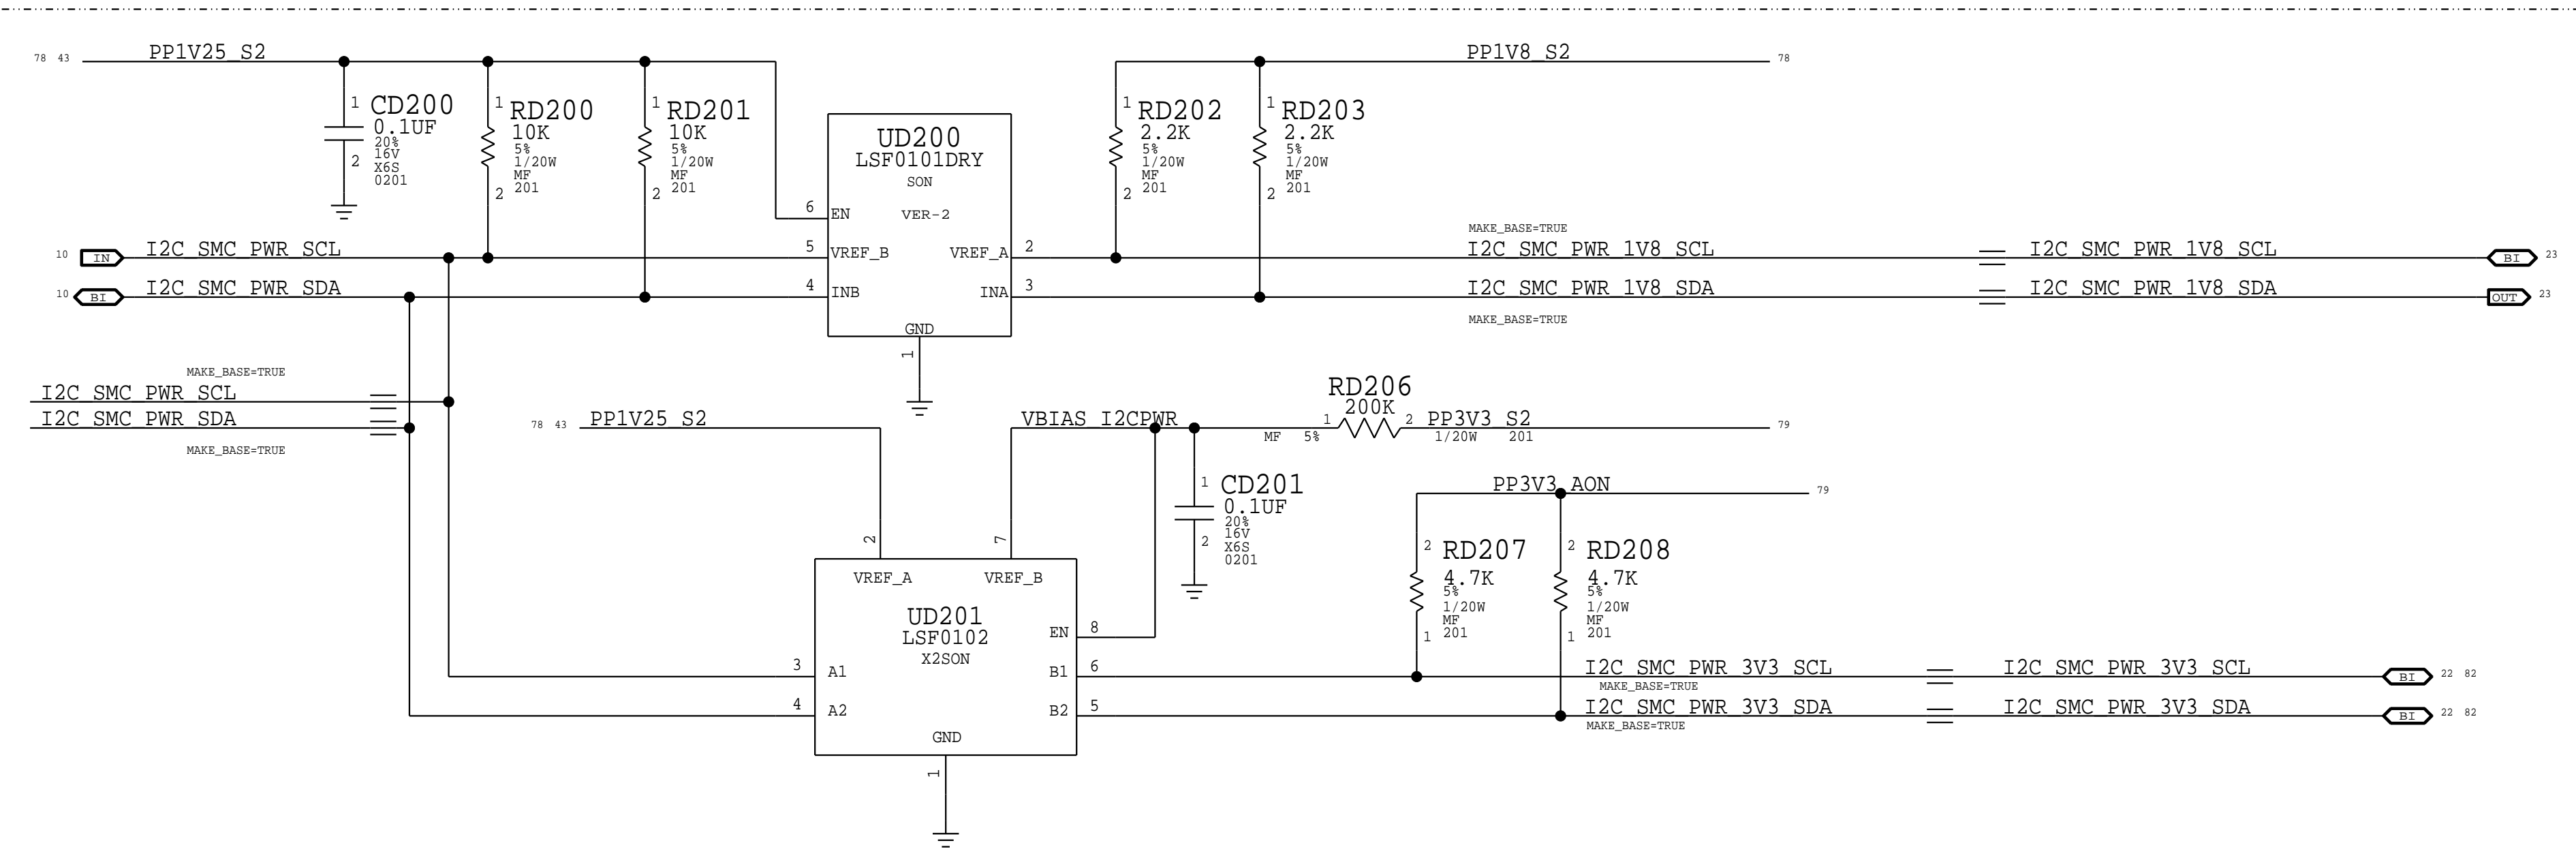 78 43 PP1V25_S2
PP1V8_S2 78
1 CD200
0.1UF
20%
16V
2 X6S
0201
1 RD200
10K
5%
1/20W
MF
2 201
1 RD201
10K
5%
1/20W
MF
2 201
UD200
LSF0101DRY
SON
VER-2
6 EN
5 VREF_B
4 INB
VREF_A 2
INA 3
GND
1
1 RD202
2.2K
5%
1/20W
MF
2 201
1 RD203
2.2K
5%
1/20W
MF
2 201
10 IN I2C_SMC_PWR_SCL
10 BI I2C_SMC_PWR_SDA
MAKE_BASE=TRUE
I2C_SMC_PWR_1V8_SCL I2C_SMC_PWR_1V8_SCL BI 23
I2C_SMC_PWR_1V8_SDA I2C_SMC_PWR_1V8_SDA OUT 23
MAKE_BASE=TRUE
MAKE_BASE=TRUE
I2C_SMC_PWR_SCL
I2C_SMC_PWR_SDA
MAKE_BASE=TRUE
78 43 PP1V25_S2
VBIAS_I2CPWR
RD206
200K
1 2 PP3V3_S2 79
MF 5% 1/20W 201
1 CD201
0.1UF
20%
16V
2 X6S
0201
PP3V3_AON 79
2 RD207
4.7K
5%
1/20W
MF
1 201
2 RD208
4.7K
5%
1/20W
MF
1 201
2 7
VREF_A VREF_B
UD201
LSF0102
X2SON
EN 8
3 A1 B1 6
4 A2 B2 5
GND
1
I2C_SMC_PWR_3V3_SCL I2C_SMC_PWR_3V3_SCL BI 22 82
MAKE_BASE=TRUE
I2C_SMC_PWR_3V3_SDA I2C_SMC_PWR_3V3_SDA BI 22 82
MAKE_BASE=TRUE